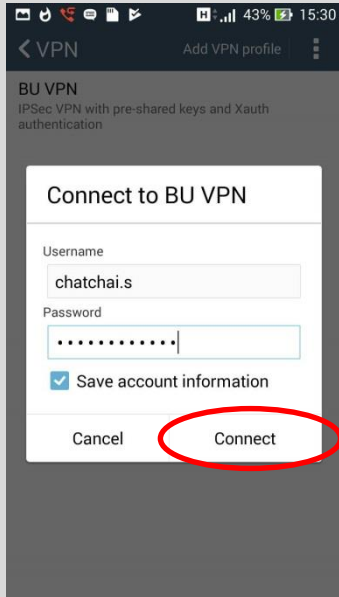 H 43% 15:30
VPN Add VPN profile
BU VPN
IPSec VPN with pre-shared keys and Xauth
authentication
Connect to BU VPN
Username
chatchai.s
Password
••••••••••••
Save account information
Cancel Connect